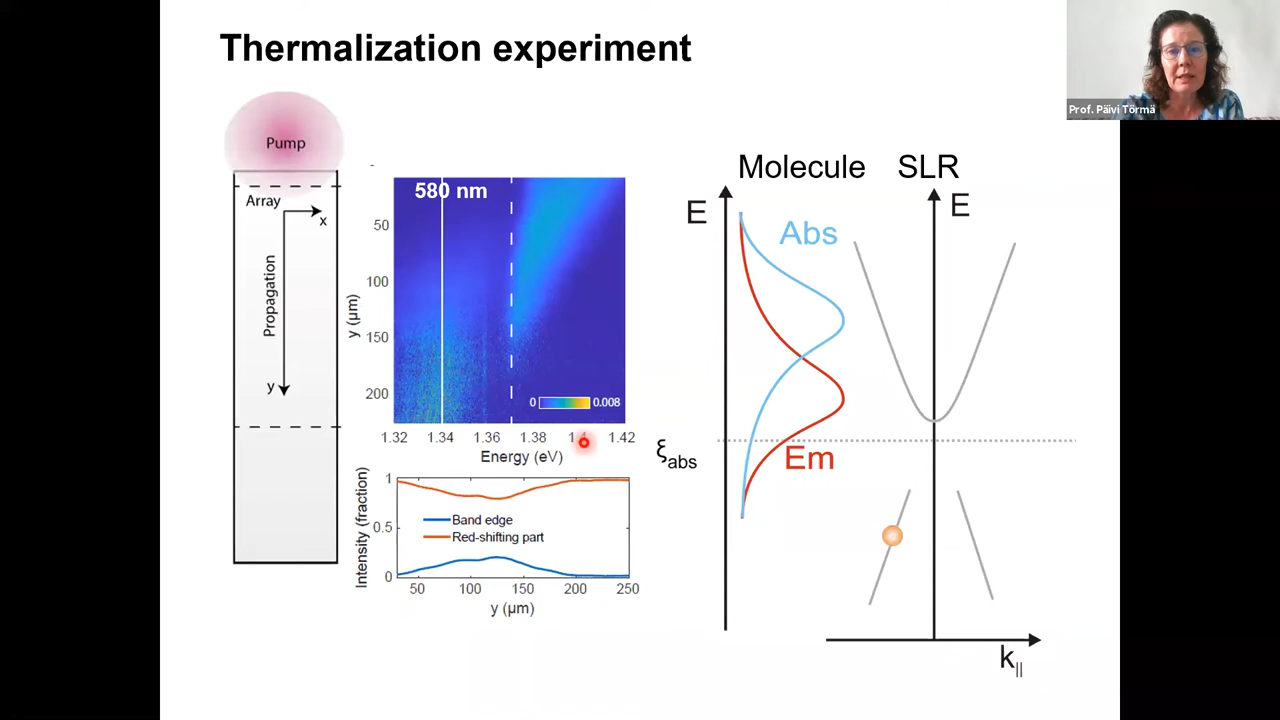 Thermalization experiment
Prof. Päivi Törmä
Pump
Array
x
Propagation
y
580 nm
50
100
150
200
y (µm)
0
0.008
1.32
1.34
1.36
1.38
1.4
1.42
Energy (eV)
Intensity (fraction)
1
0.5
0
Band edge
Red-shifting part
50
100
150
200
250
y (µm)
Molecule
SLR
E
E
Abs
Em
ξabs
k||